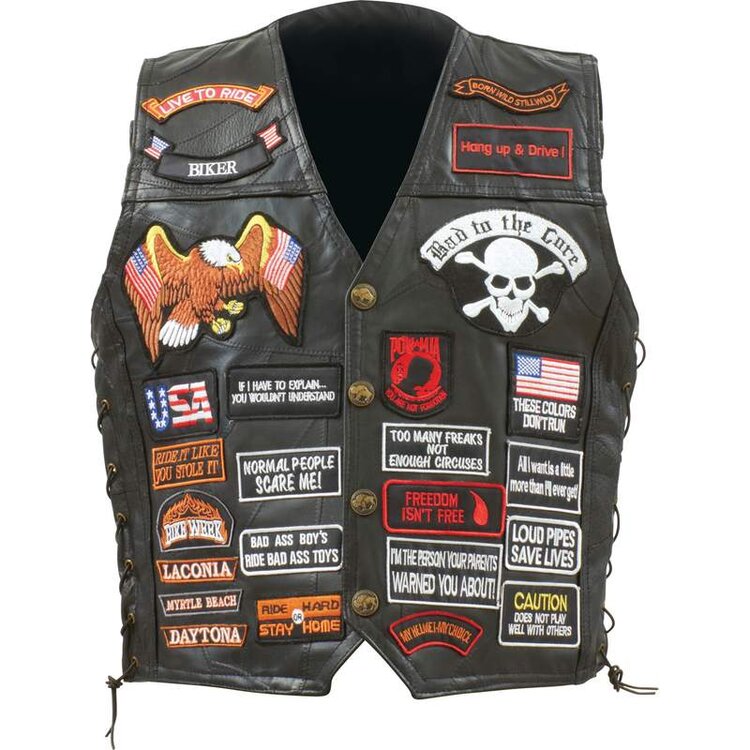 LIVE TO RIDE
BIKER
BORN WILD STILL WILD
Hang up & Drive!
Bad to the Core
USA
IF I HAVE TO EXPLAIN...
YOU WOULDN'T UNDERSTAND
RIDE IT LIKE
YOU STOLE IT
NORMAL PEOPLE
SCARE ME!
BIKE WEEK
BAD ASS BOY'S
RIDE BAD ASS TOYS
LACONIA
MYRTLE BEACH
DAYTONA
RIDE HARD
OR
STAY HOME
POW★MIA
YOU ARE NOT FORGOTTEN
THESE COLORS
DON'T RUN
TOO MANY FREAKS
NOT
ENOUGH CIRCUSES
All I want is a little
more than I'll ever get!
FREEDOM
ISN'T FREE
LOUD PIPES
SAVE LIVES
I'M THE PERSON YOUR PARENTS
WARNED YOU ABOUT!
CAUTION
DOES NOT PLAY
WELL WITH OTHERS
MY HELMET-MY CHOICE